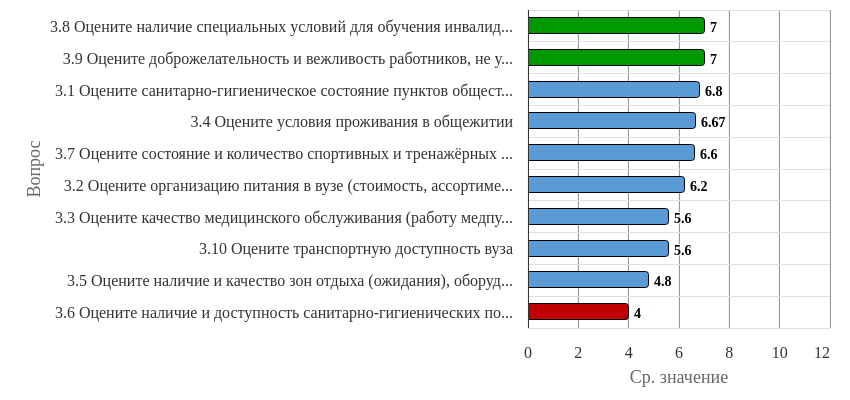 3.8 Оцените наличие специальных условий для обучения инвалид... 7
3.9 Оцените доброжелательность и вежливость работников, не у... 7
3.1 Оцените санитарно-гигиеническое состояние пунктов общест... 6.8
3.4 Оцените условия проживания в общежитии 6.67
3.7 Оцените состояние и количество спортивных и тренажёрных ... 6.6
3.2 Оцените организацию питания в вузе (стоимость, ассортиме... 6.2
3.3 Оцените качество медицинского обслуживания (работу медпу... 5.6
3.10 Оцените транспортную доступность вуза 5.6
3.5 Оцените наличие и качество зон отдыха (ожидания), оборуд... 4.8
3.6 Оцените наличие и доступность санитарно-гигиенических по... 4
Вопрос
0 2 4 6 8 10 12
Ср. значение